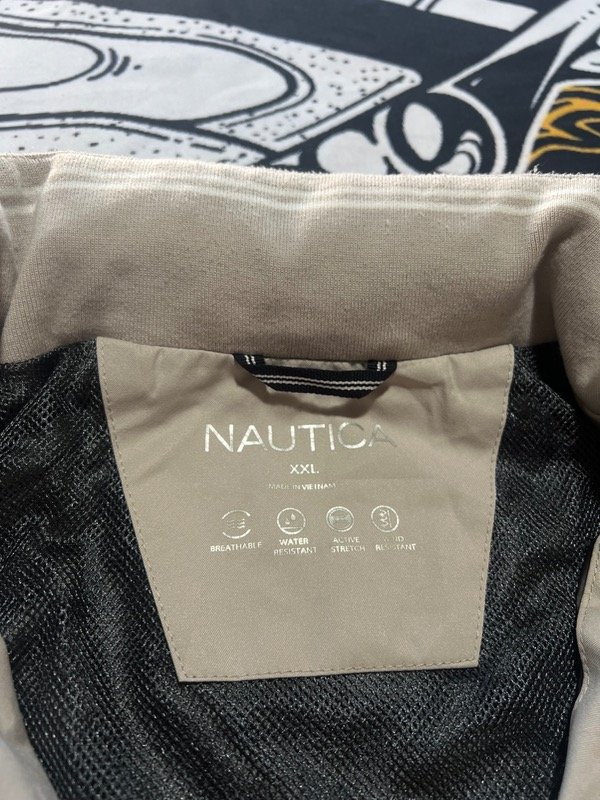 NAUTICA
XXL
MADE IN VIETNAM
BREATHABLE
WATER
RESISTANT
ACTIVE
STRETCH
RESISTANT